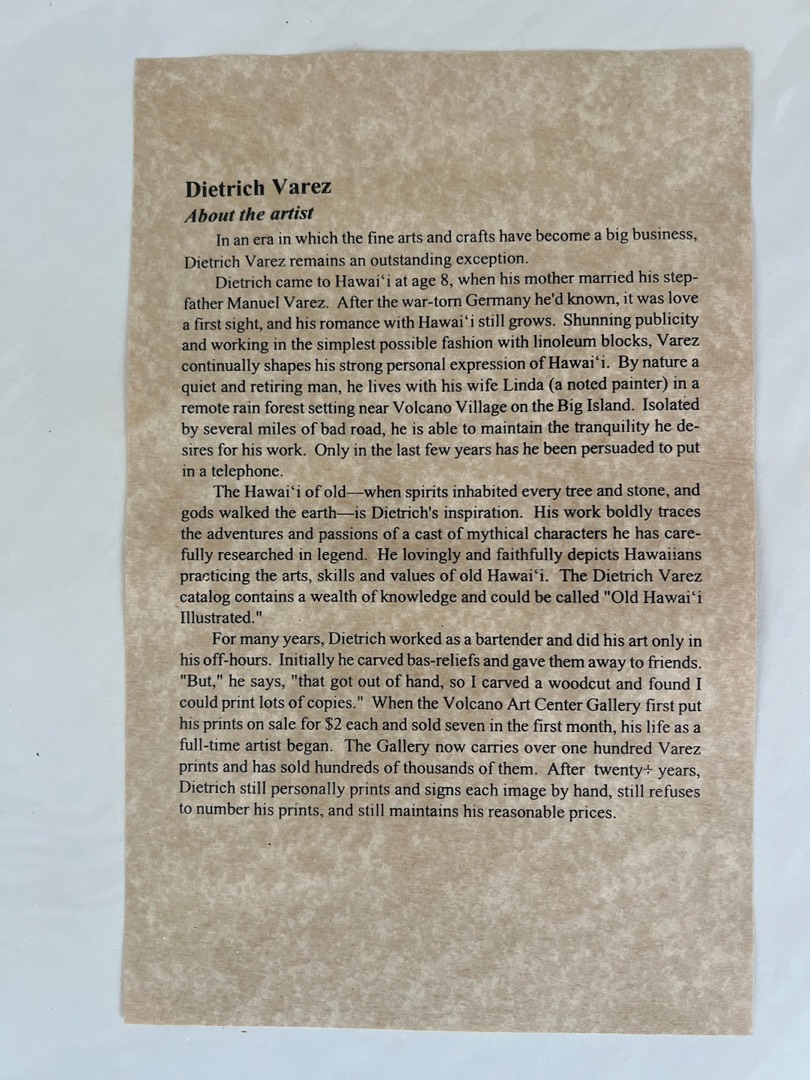 Dietrich Varez
About the artist
In an era in which the fine arts and crafts have become a big business,
Dietrich Varez remains an outstanding exception.
Dietrich came to Hawaiʻi at age 8, when his mother married his step-
father Manuel Varez. After the war-torn Germany he'd known, it was love
a first sight, and his romance with Hawaiʻi still grows. Shunning publicity
and working in the simplest possible fashion with linoleum blocks, Varez
continually shapes his strong personal expression of Hawaiʻi. By nature a
quiet and retiring man, he lives with his wife Linda (a noted painter) in a
remote rain forest setting near Volcano Village on the Big Island. Isolated
by several miles of bad road, he is able to maintain the tranquility he de-
sires for his work. Only in the last few years has he been persuaded to put
in a telephone.
The Hawaiʻi of old—when spirits inhabited every tree and stone, and
gods walked the earth—is Dietrich's inspiration. His work boldly traces
the adventures and passions of a cast of mythical characters he has care-
fully researched in legend. He lovingly and faithfully depicts Hawaiians
practicing the arts, skills and values of old Hawaiʻi. The Dietrich Varez
catalog contains a wealth of knowledge and could be called "Old Hawaiʻi
Illustrated."
For many years, Dietrich worked as a bartender and did his art only in
his off-hours. Initially he carved bas-reliefs and gave them away to friends.
"But," he says, "that got out of hand, so I carved a woodcut and found I
could print lots of copies." When the Volcano Art Center Gallery first put
his prints on sale for $2 each and sold seven in the first month, his life as a
full-time artist began. The Gallery now carries over one hundred Varez
prints and has sold hundreds of thousands of them. After twenty+ years,
Dietrich still personally prints and signs each image by hand, still refuses
to number his prints, and still maintains his reasonable prices.